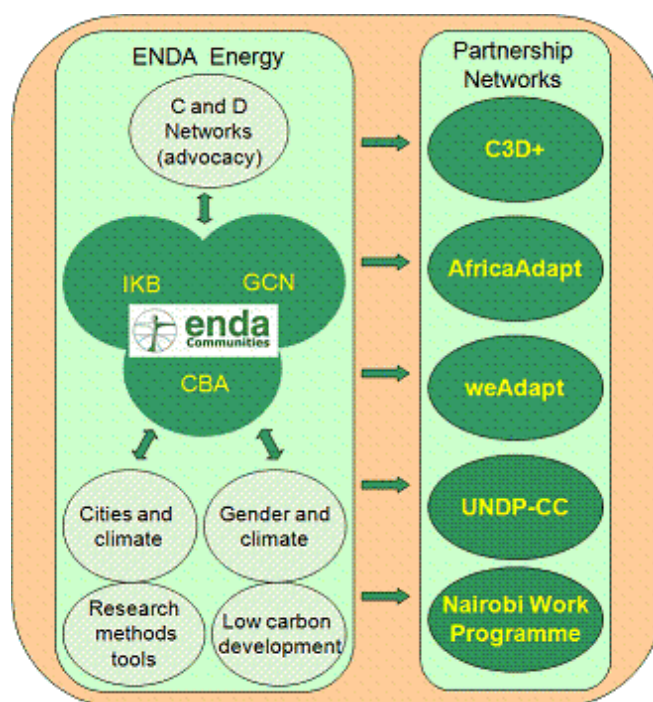 ENDA Energy
C and D
Networks
(advocacy)
IKB
GCN
enda
Communities
CBA
Cities and
climate
Gender and
climate
Research
methods
tools
Low carbon
development
Partnership
Networks
C3D+
AfricaAdapt
weAdapt
UNDP-CC
Nairobi Work
Programme